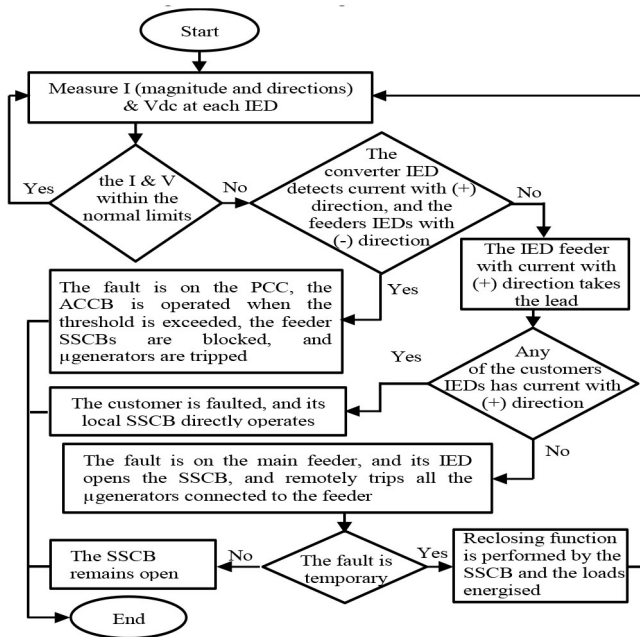 Start
Measure I (magnitude and directions)
& Vdc at each IED
Yes
the I & V
within the
normal limits
No
The
converter IED
detects current with (+)
direction, and the
feeders IEDs with
(-) direction
No
Yes
The IED feeder
with current with
(+) direction takes
the lead
The fault is on the PCC, the
ACCB is operated when the
threshold is exceeded, the feeder
SSCBs are blocked, and
μgenerators are tripped
Any
of the customers
IEDs has current with
(+) direction
Yes
No
The customer is faulted, and its
local SSCB directly operates
The fault is on the main feeder, and its IED
opens the SSCB, and remotely trips all the
μgenerators connected to the feeder
The fault is
temporary
No
Yes
The SSCB
remains open
Reclosing function
is performed by the
SSCB and the loads
energised
End